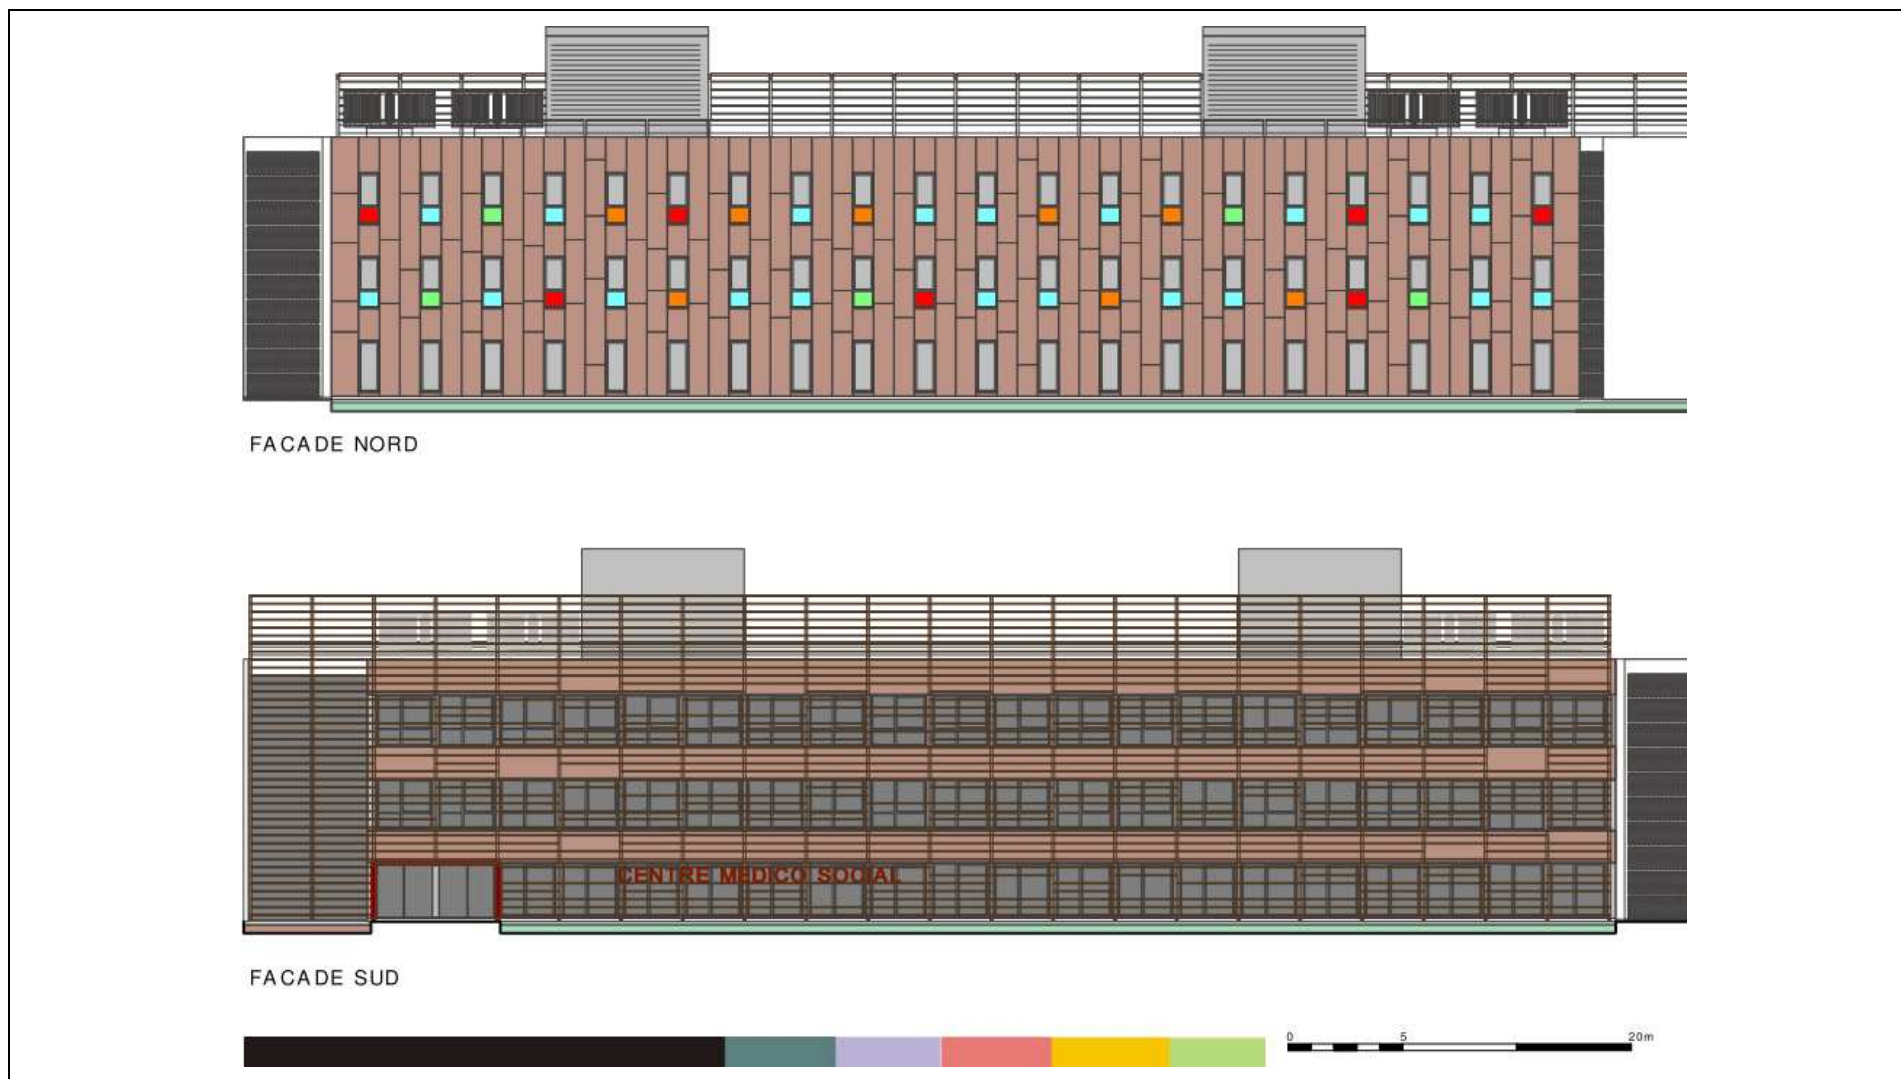 FACADE NORD
CENTRE MEDICO SOCIAL
FACADE SUD
0 5 20m